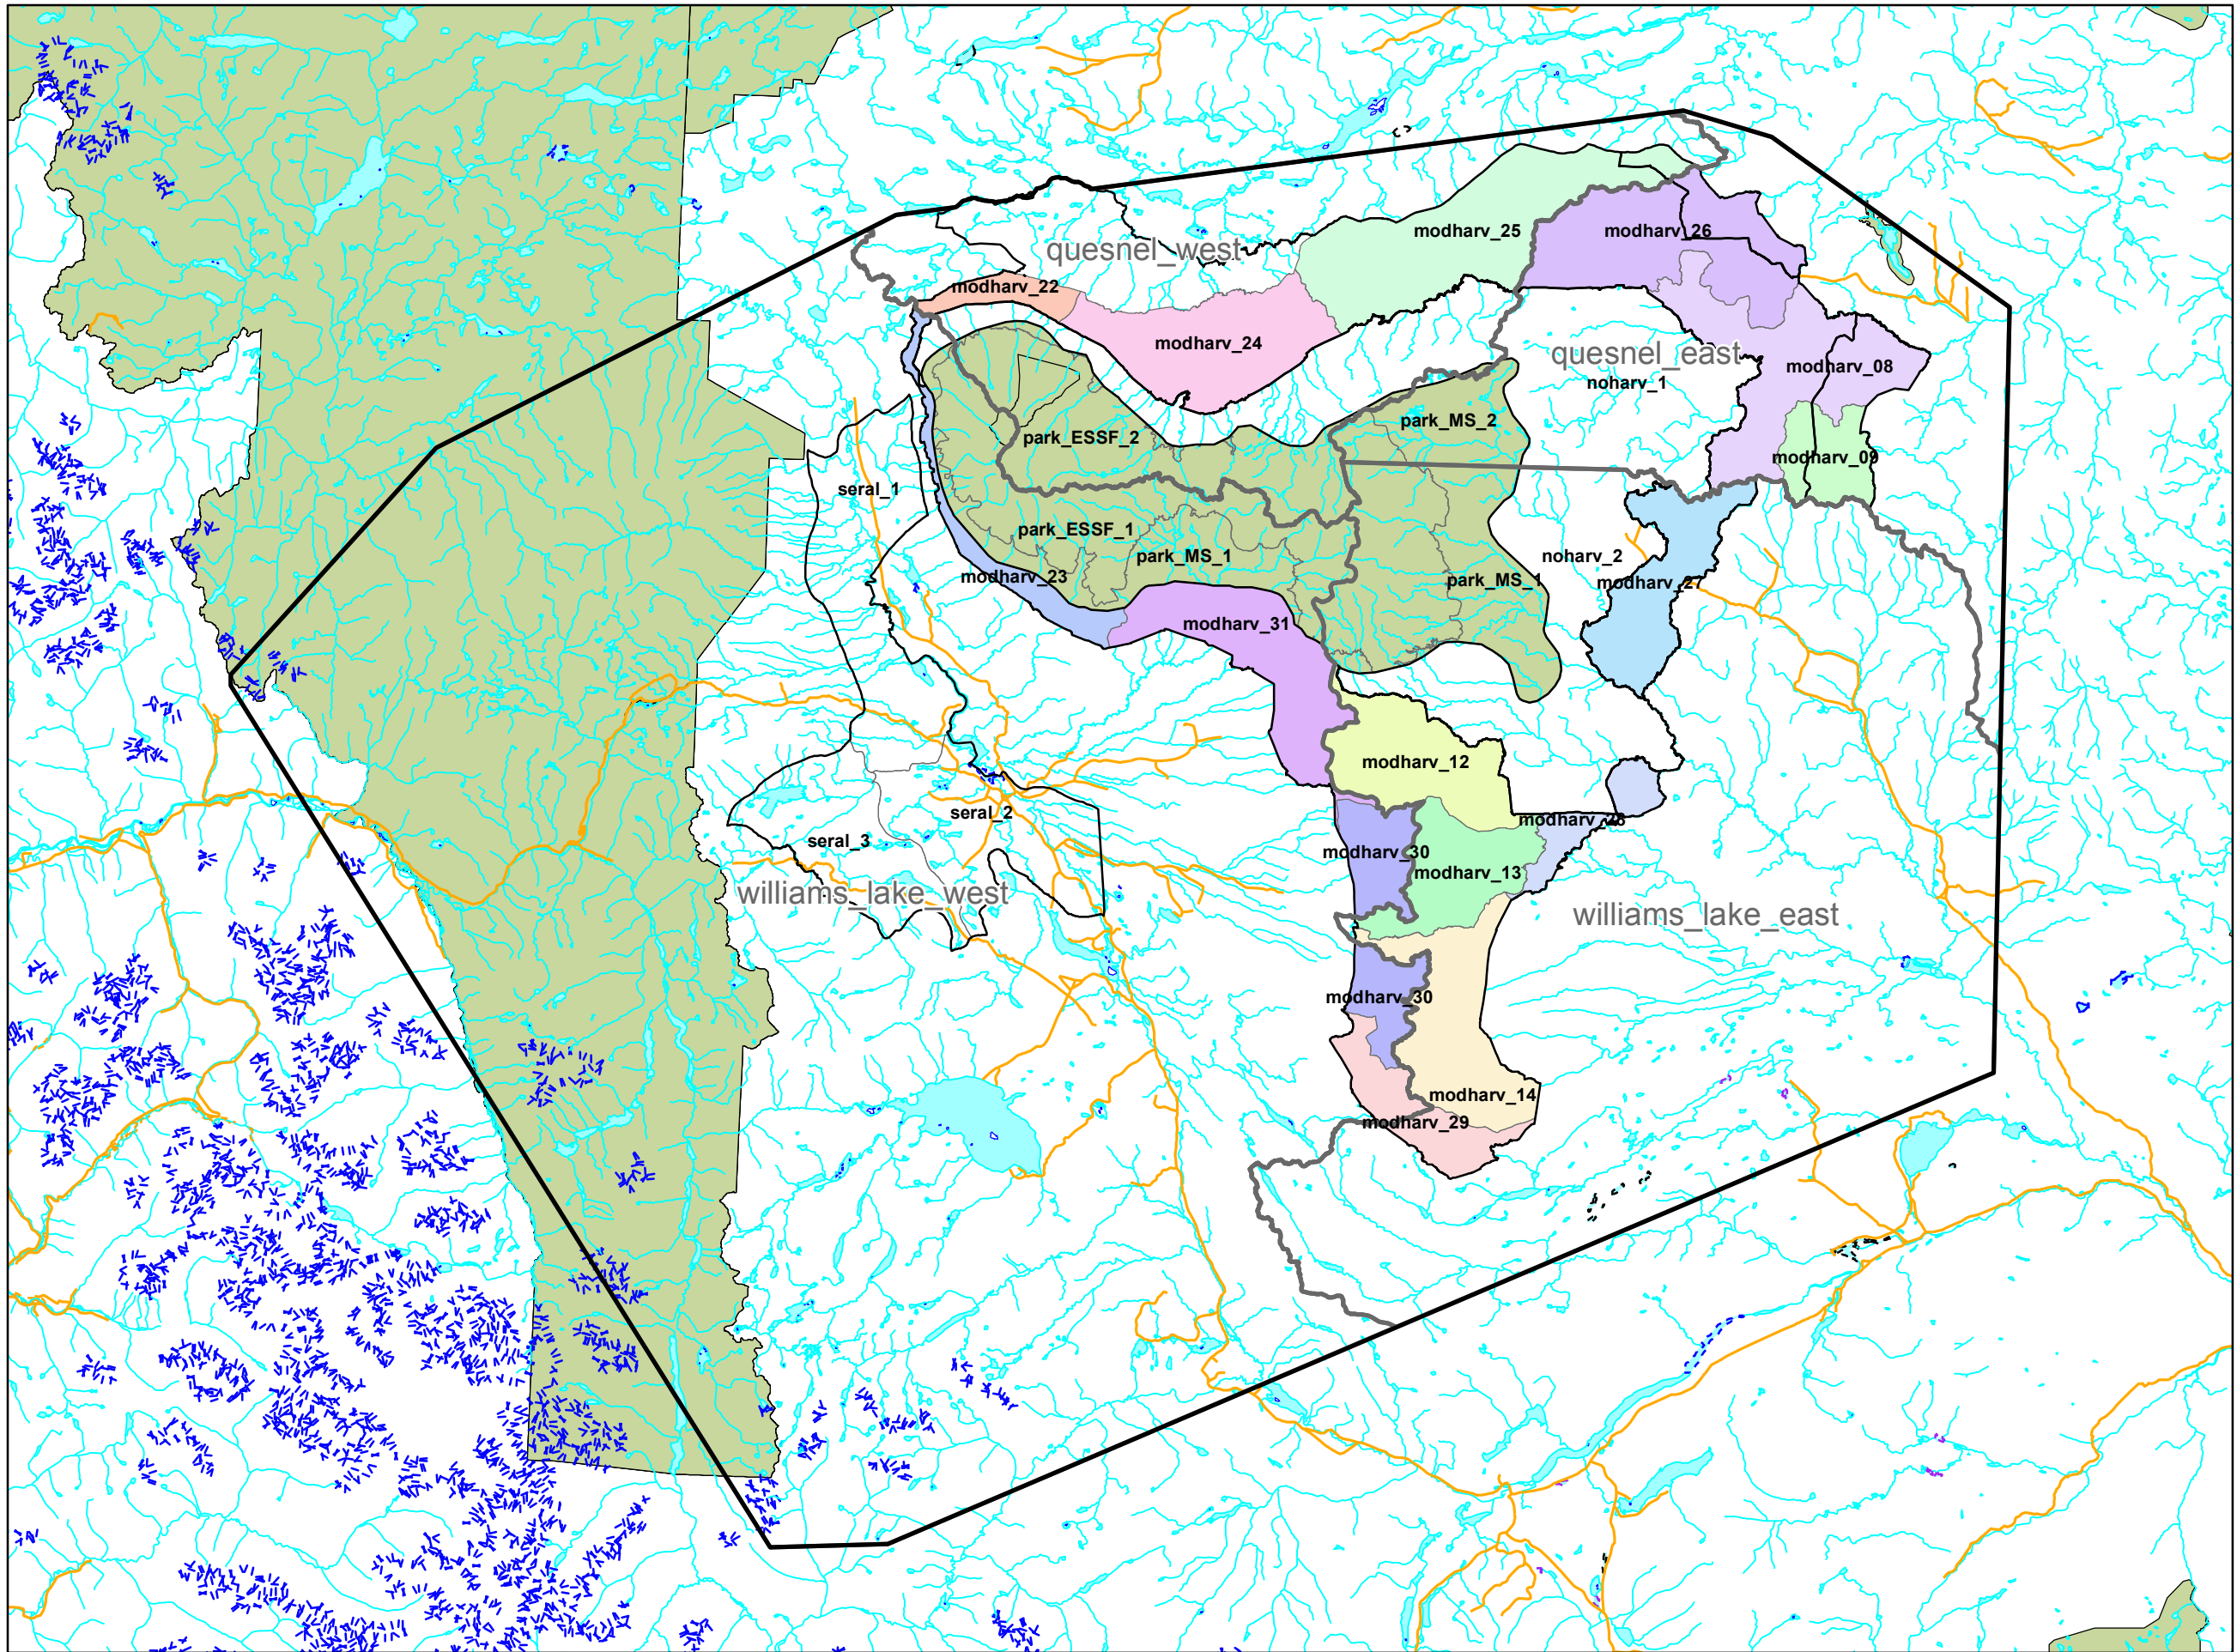 modharv_25
modharv_26
quesnel_west
modharv_22
modharv_24
quesnel_east
modharv_08
noharv_1
park_MS_2
park_ESSF_2
modharv_09
seral_1
park_ESSF_1
park_MS_1
noharv_2
modharv_23
park_MS_1
modharv_27
modharv_31
modharv_12
seral_2
modharv_28
seral_3
modharv_30
modharv_13
williams_lake_west
williams_lake_east
modharv_30
modharv_14
modharv_29